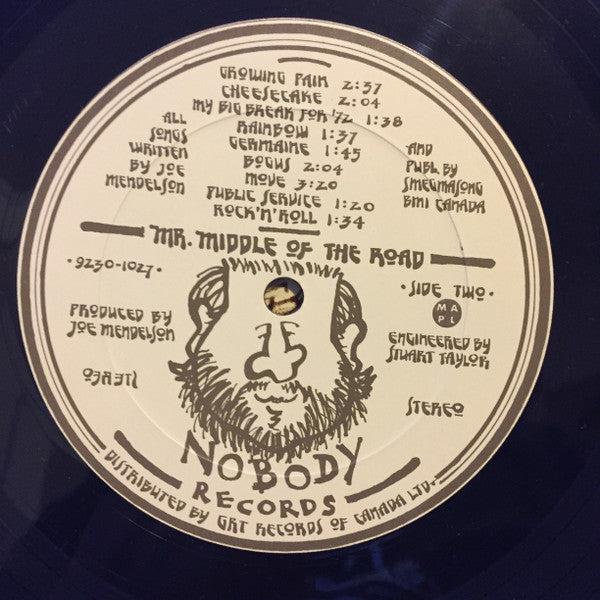 GROWING PAIN 2:37
CHEESECAKE 2:04
MY BIG BREAK FOR '72 1:38
RAINBOW 1:37
GERMAINE 1:45
BOGUS 2:04
MOVE 3:20
PUBLIC SERVICE 1:20
ROCK'N'ROLL 1:34
ALL
SONGS
WRITTEN
BY JOE
MENDELSON
AND
PUBL BY
SMEGMASONG
BMI CANADA
MR. MIDDLE OF THE ROAD
·9230-1027·
·SIDE TWO·
MA
PL
PRODUCED BY
JOE MENDELSON
ENGINEERED BY
STUART TAYLOR
STEREO
STEREO
NOBODY
RECORDS
DISTRIBUTED BY GRT RECORDS OF CANADA LTD.